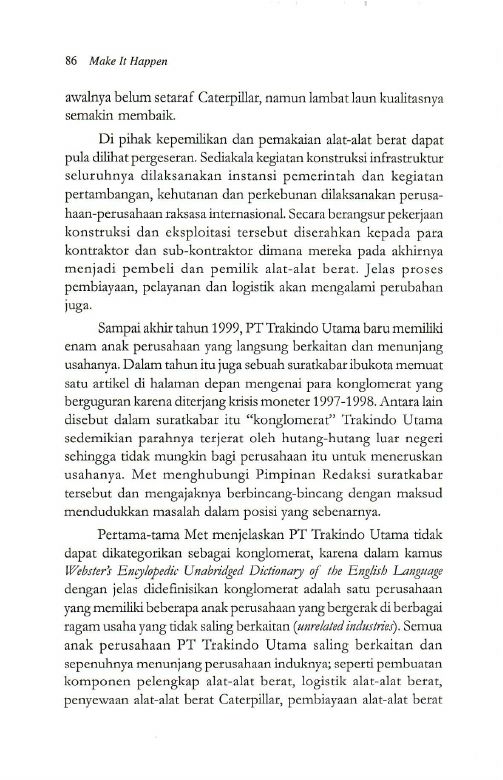 86 Make It Happen
awalnya belum setaraf Caterpillar, namun lambat laun kualitasnya
semakin membaik.
Di pihak kepemilikan dan pemakaian alat-alat berat dapat
pula dilihat pergeseran. Sediakala kegiatan konstruksi infrastruktur
seluruhnya dilaksanakan instansi pemerintah dan kegiatan
pertambangan, kehutanan dan perkebunan dilaksanakan perusa-
haan-perusahaan raksasa internasional. Secara berangsur pekerjaan
konstruksi dan eksploitasi tersebut diserahkan kepada para
kontraktor dan sub-kontraktor dimana mereka pada akhirnya
menjadi pembeli dan pemilik alat-alat berat. Jelas proses
pembiayaan, pelayanan dan logistik akan mengalami perubahan
juga.
Sampai akhir tahun 1999, PT Trakindo Utama baru memiliki
enam anak perusahaan yang langsung berkaitan dan menunjang
usahanya. Dalam tahun itu juga sebuah suratkabar ibukota memuat
satu artikel di halaman depan mengenai para konglomerat yang
berguguran karena diterjang krisis moneter 1997-1998. Antara lain
disebut dalam suratkabar itu “konglomerat” Trakindo Utama
sedemikian parahnya terjerat oleh hutang-hutang luar negeri
sehingga tidak mungkin bagi perusahaan itu untuk meneruskan
usahanya. Met menghubungi Pimpinan Redaksi suratkabar
tersebut dan mengajaknya berbincang-bincang dengan maksud
mendudukkan masalah dalam posisi yang sebenarnya.
Pertama-tama Met menjelaskan PT Trakindo Utama tidak
dapat dikategorikan sebagai konglomerat, karena dalam kamus
Webster's Encylopedic Unabridged Dictionary of the English Language
dengan jelas didefinisikan konglomerat adalah satu perusahaan
yang memiliki beberapa anak perusahaan yang bergerak di berbagai
ragam usaha yang tidak saling berkaitan (unrelated industries). Semua
anak perusahaan PT Trakindo Utama saling berkaitan dan
sepenuhnya menunjang perusahaan induknya; seperti pembuatan
komponen pelengkap alat-alat berat, logistik alat-alat berat,
penyewaan alat-alat berat Caterpillar, pembiayaan alat-alat berat